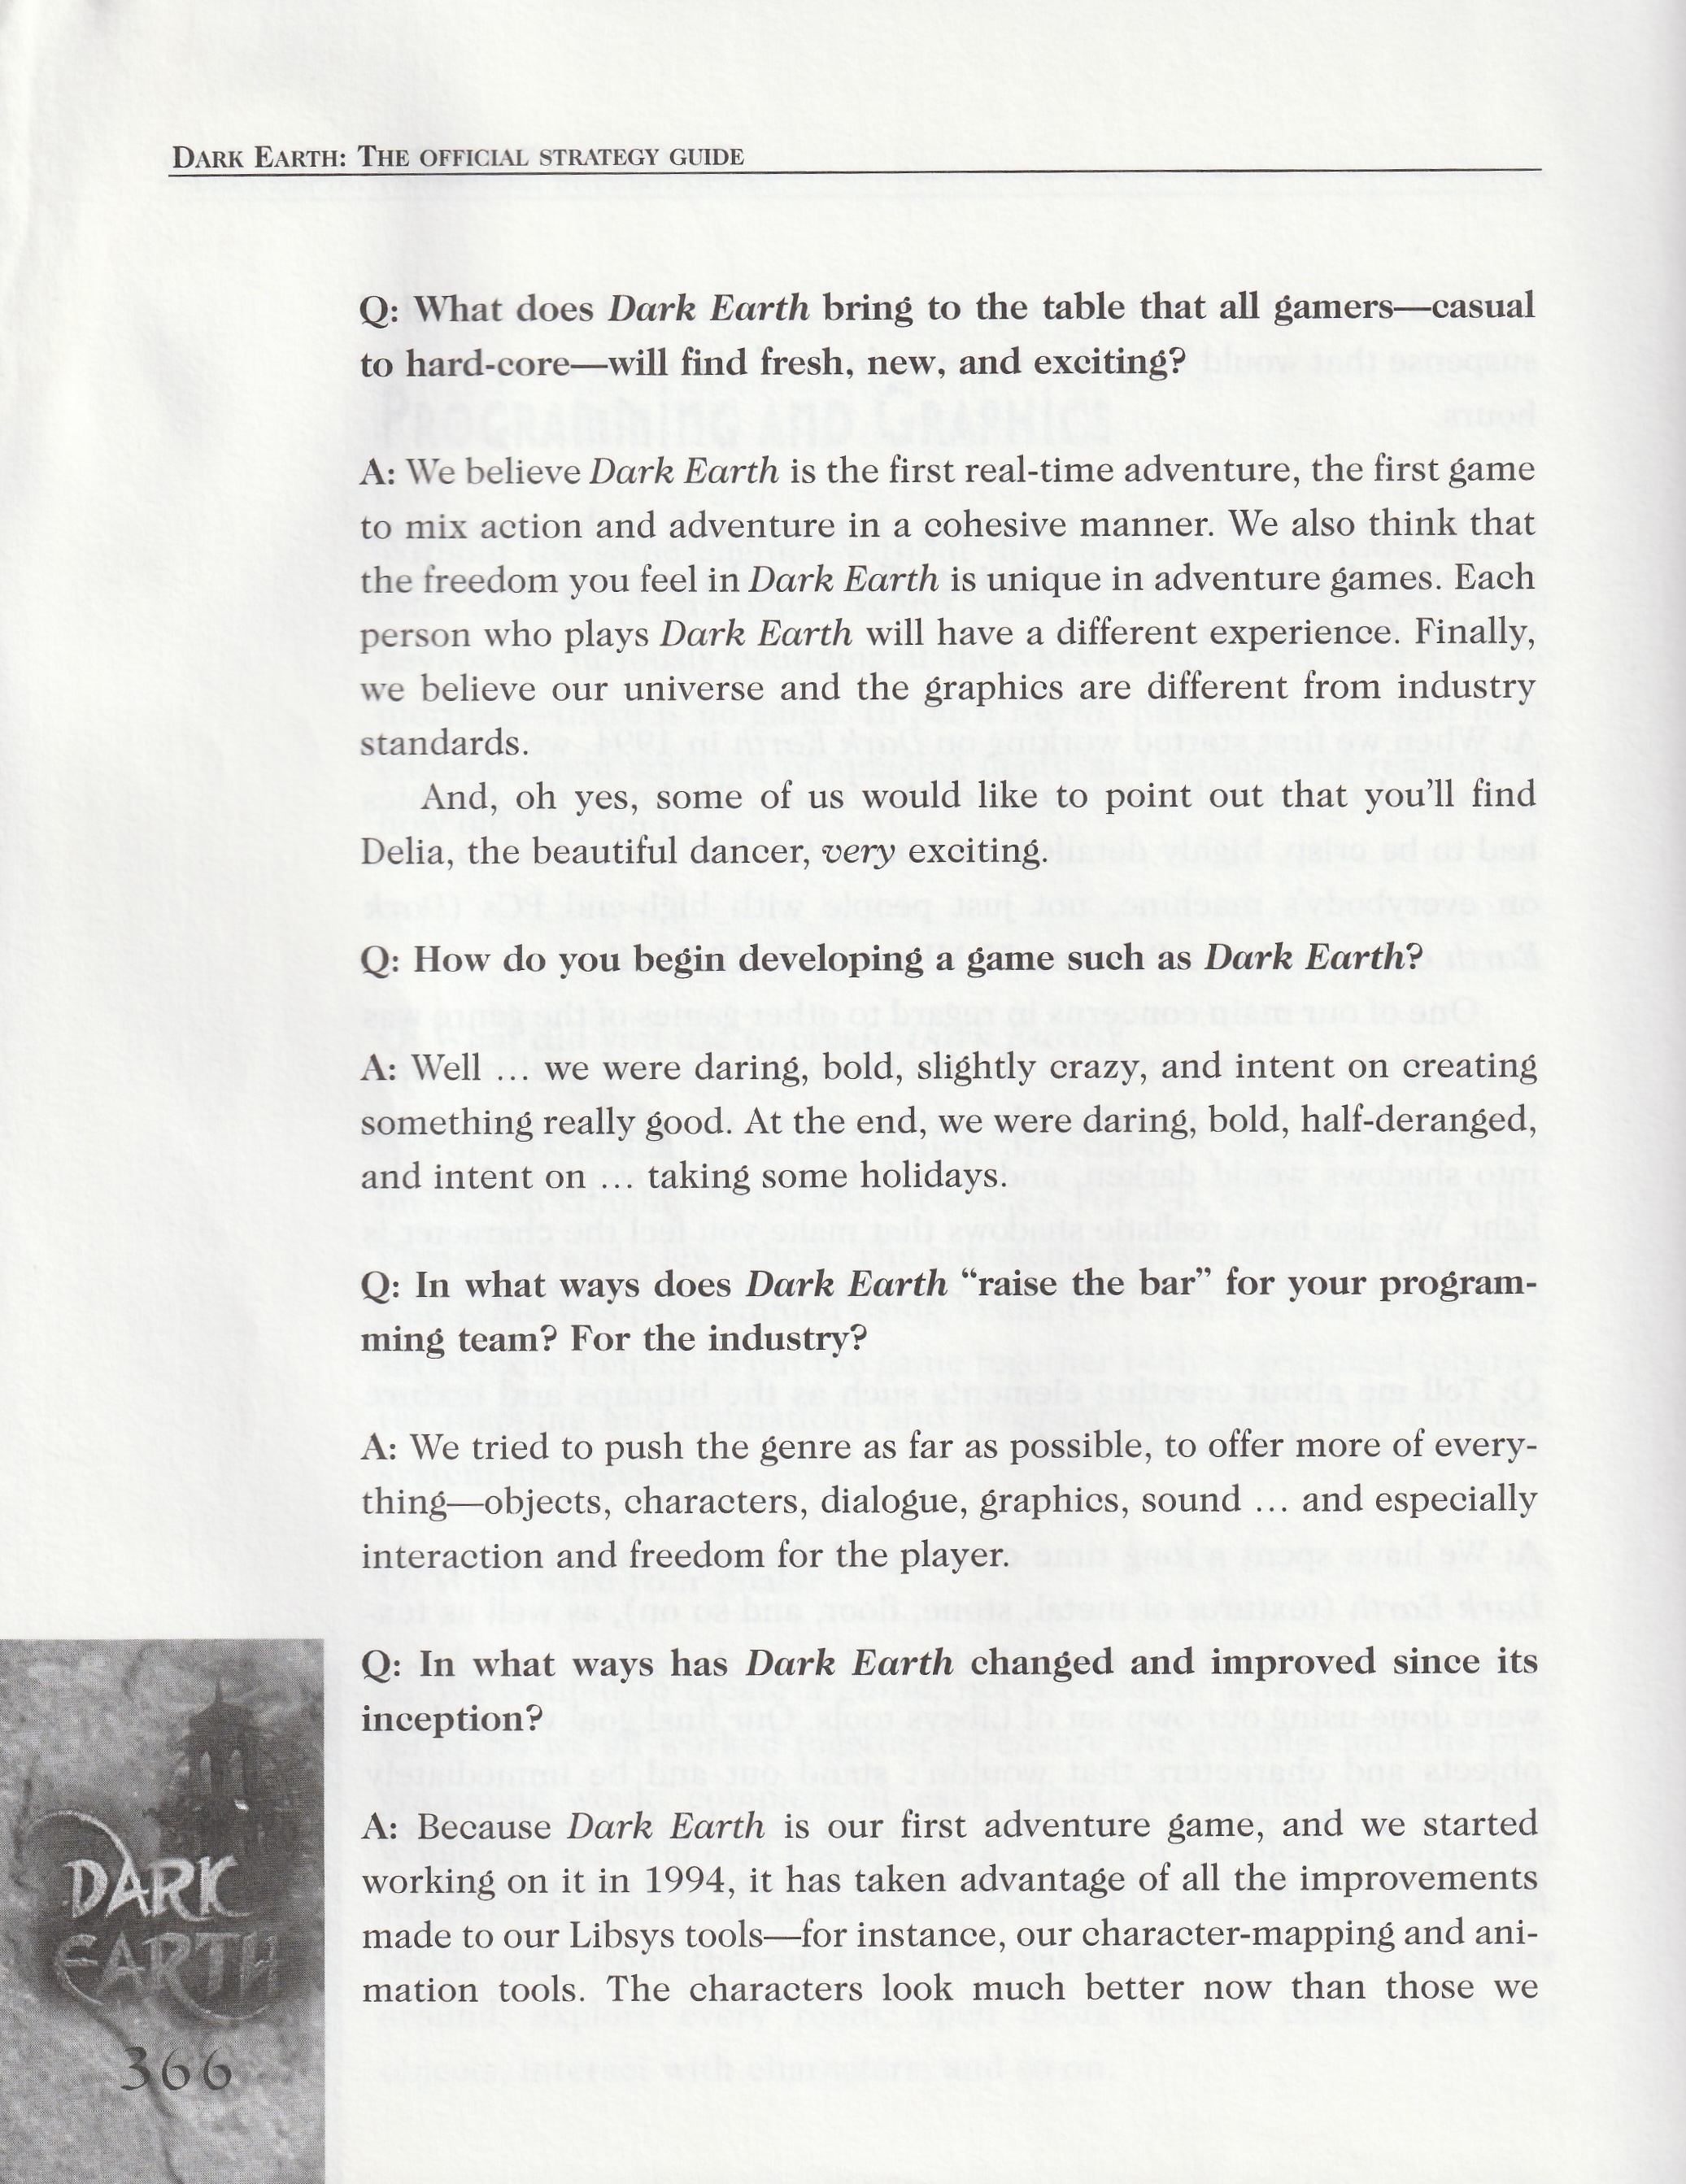 DARK EARTH: THE OFFICIAL STRATEGY GUIDE
Q: What does Dark Earth bring to the table that all gamers—casual
to hard-core—will find fresh, new, and exciting?
A: We believe Dark Earth is the first real-time adventure, the first game
to mix action and adventure in a cohesive manner. We also think that
the freedom you feel in Dark Earth is unique in adventure games. Each
person who plays Dark Earth will have a different experience. Finally,
we believe our universe and the graphics are different from industry
standards.
And, oh yes, some of us would like to point out that you'll find
Delia, the beautiful dancer, very exciting.
Q: How do you begin developing a game such as Dark Earth?
A: Well ... we were daring, bold, slightly crazy, and intent on creating
something really good. At the end, we were daring, bold, half-deranged,
and intent on ... taking some holidays.
Q: In what ways does Dark Earth “raise the bar” for your program-
ming team? For the industry?
A: We tried to push the genre as far as possible, to offer more of every-
thing—objects, characters, dialogue, graphics, sound ... and especially
interaction and freedom for the player.
Q: In what ways has Dark Earth changed and improved since its
inception?
A: Because Dark Earth is our first adventure game, and we started
working on it in 1994, it has taken advantage of all the improvements
made to our Libsys tools—for instance, our character-mapping and ani-
mation tools. The characters look much better now than those we
DARK
EARTH
366